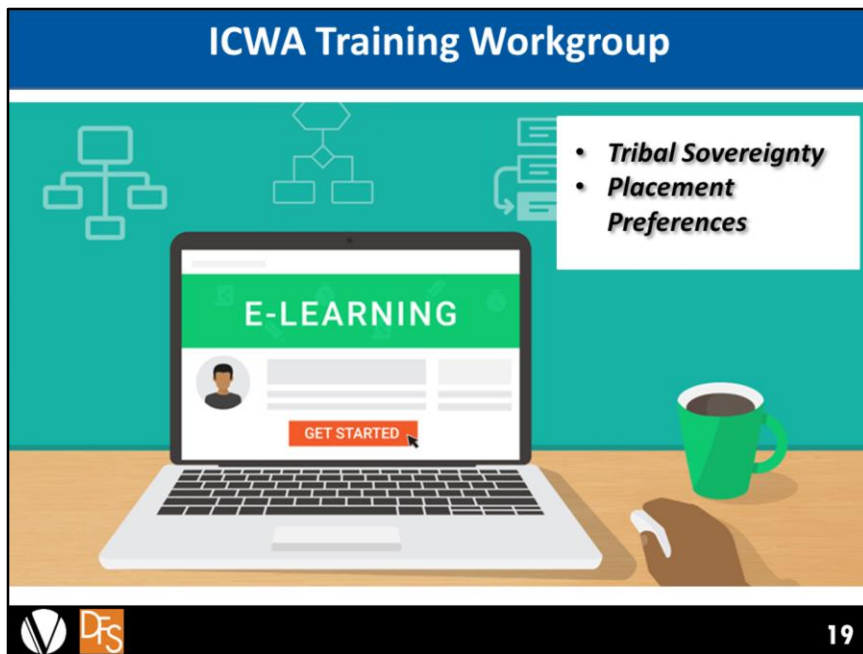 ICWA Training Workgroup
• Tribal Sovereignty
• Placement
Preferences
E-LEARNING
GET STARTED
V DFS
19